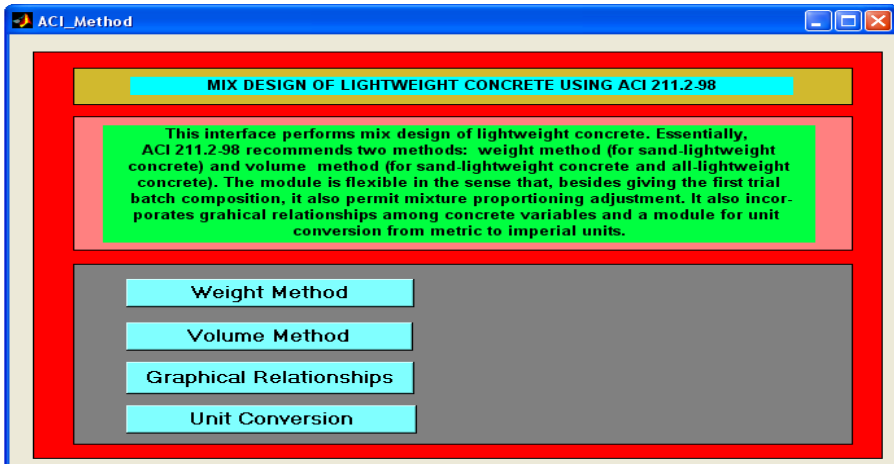 ACI_Method
MIX DESIGN OF LIGHTWEIGHT CONCRETE USING ACI 211.2-98
This interface performs mix design of lightweight concrete. Essentially,
ACI 211.2-98 recommends two methods: weight method (for sand-lightweight
concrete) and volume method (for sand-lightweight concrete and all-lightweight
concrete). The module is flexible in the sense that, besides giving the first trial
batch composition, it also permit mixture proportioning adjustment. It also incor-
porates grahical relationships among concrete variables and a module for unit
conversion from metric to imperial units.
Weight Method
Volume Method
Graphical Relationships
Unit Conversion